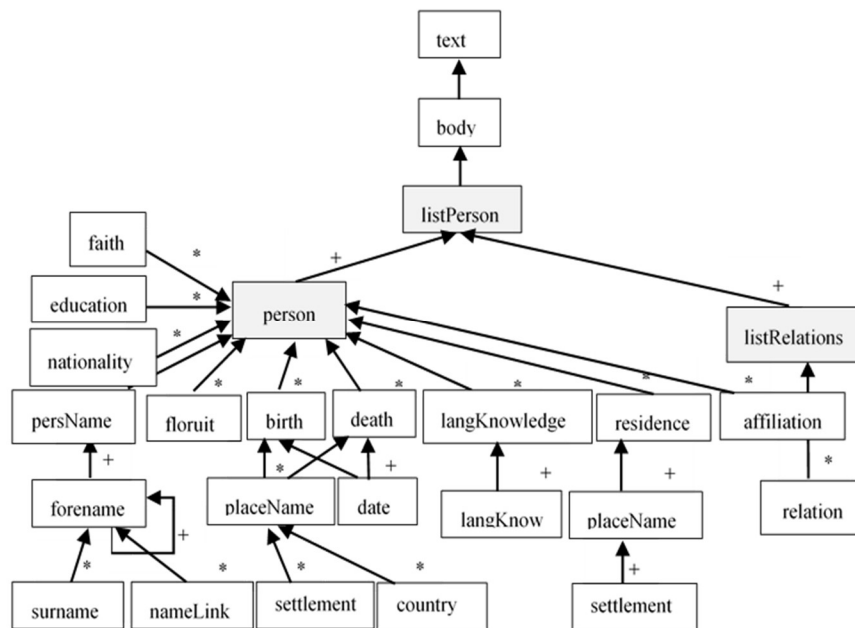 text
body
listPerson
faith
*
+
+
education
*
person
listRelations
nationality
*
*
*
*
*
*
*
persName
floruit
birth
death
langKnowledge
residence
affiliation
+
*
+
+
+
*
forename
placeName
date
langKnow
placeName
relation
+
*
*
*
*
+
surname
nameLink
settlement
country
settlement